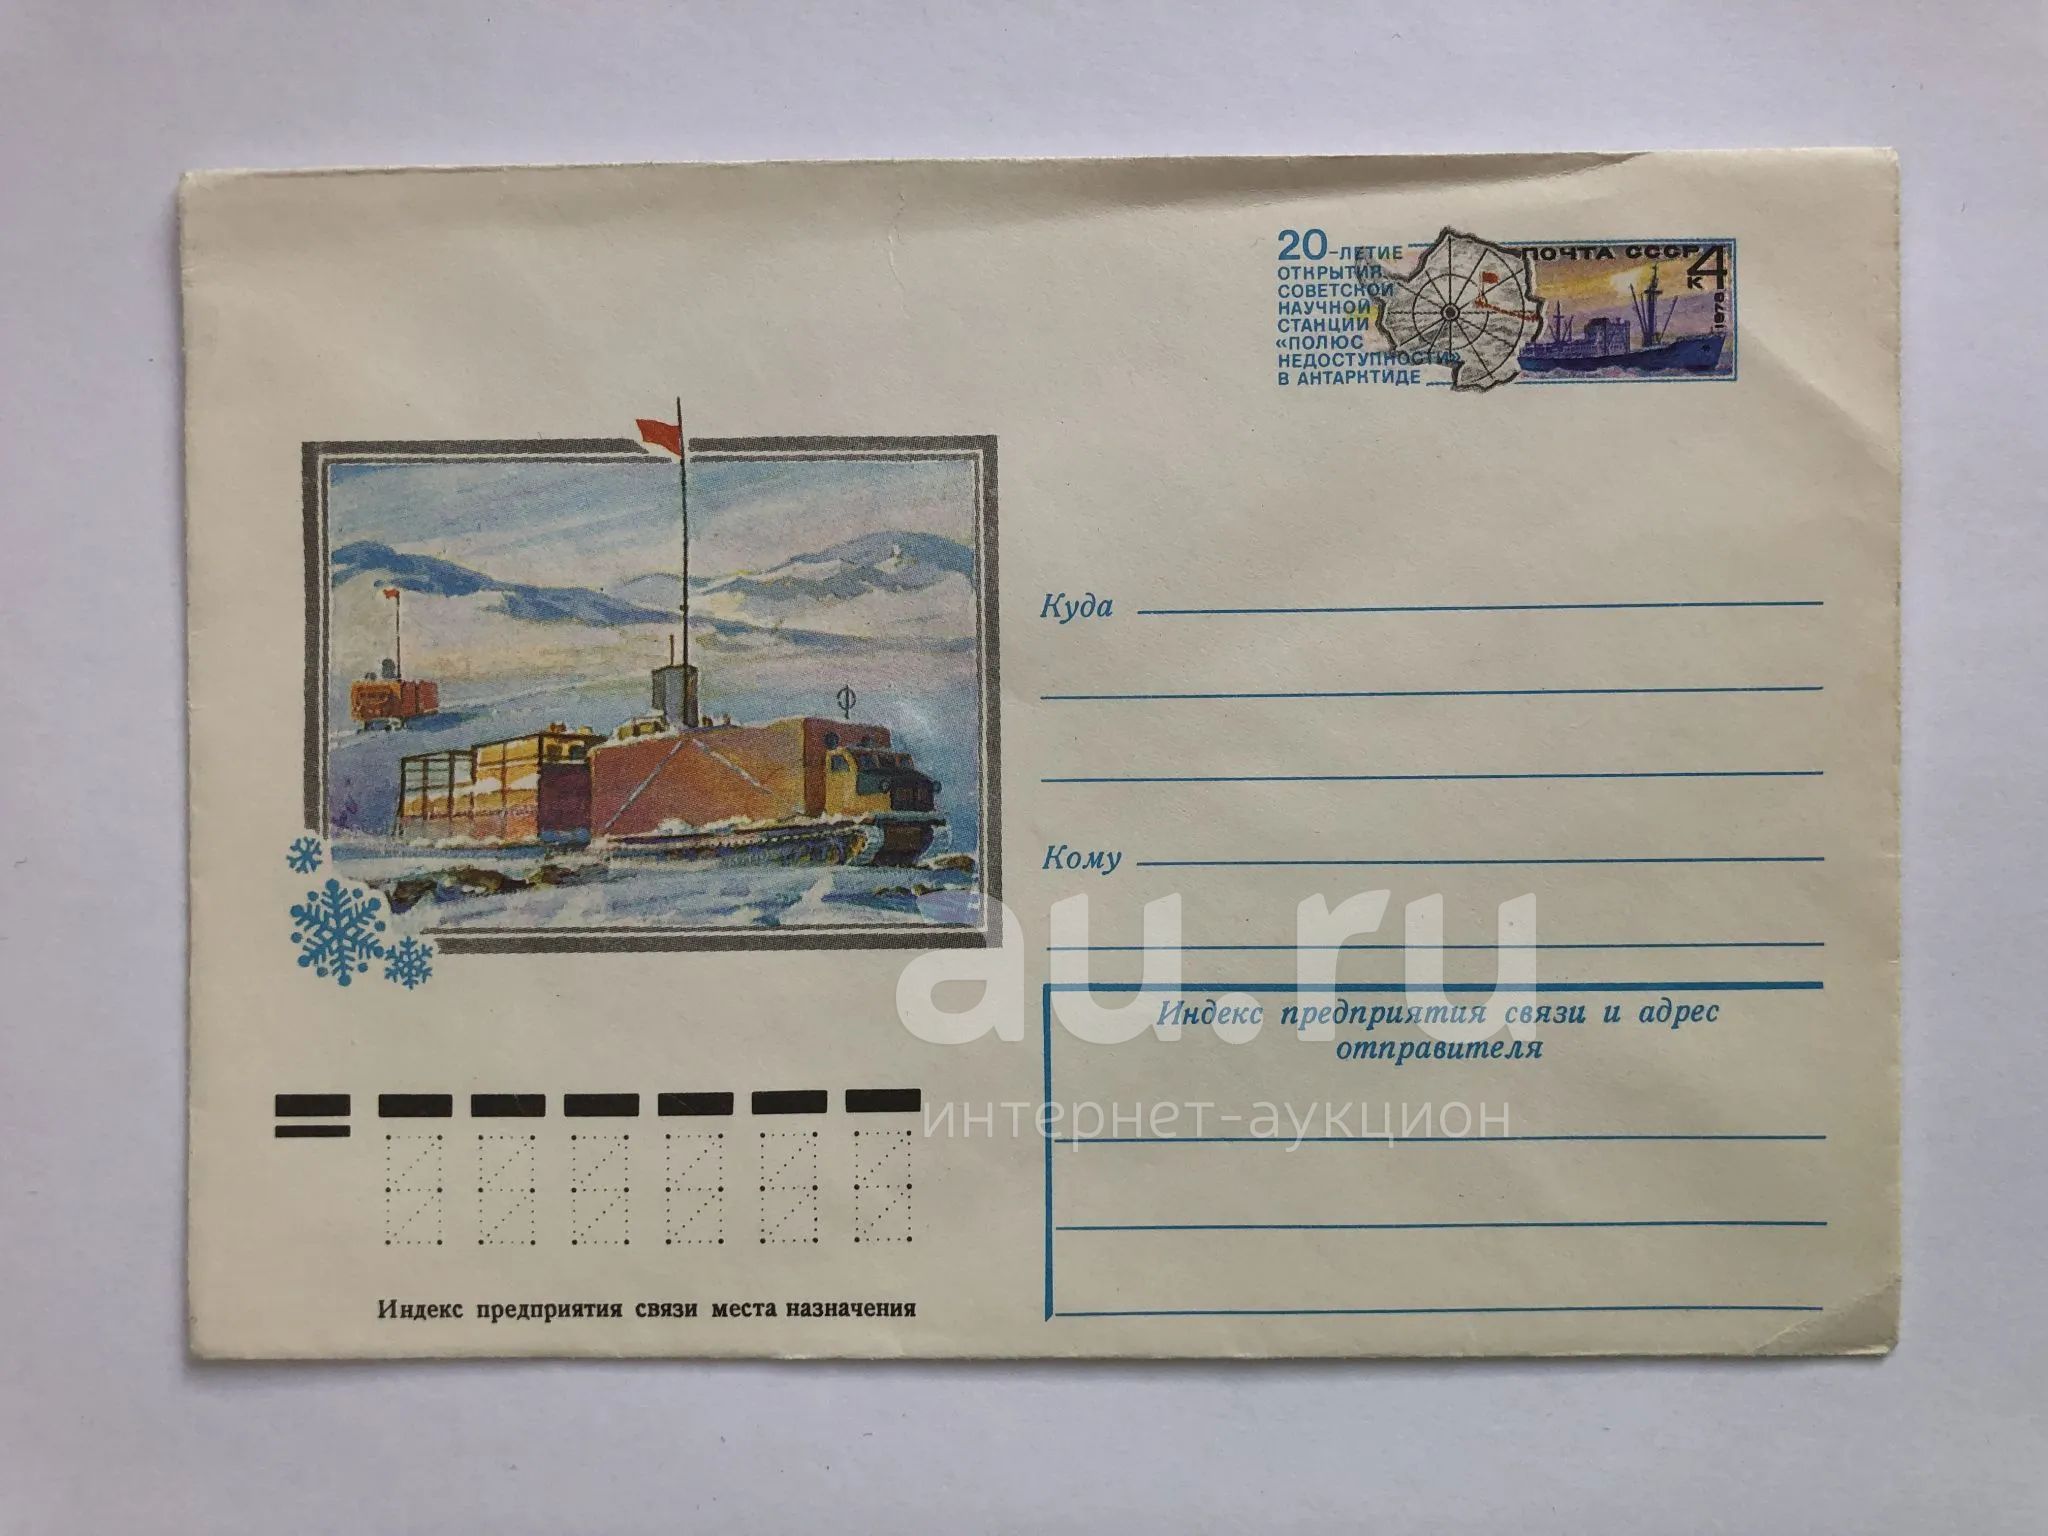 20-ЛЕТИЕ
ОТКРЫТИЯ
СОВЕТСКОЙ
НАУЧНОЙ
СТАНЦИИ
«ПОЛЮС
НЕДОСТУПНОСТИ»
В АНТАРКТИДЕ
ПОЧТА СССР
4
К
1978
Куда
Кому
au.ru
интернет-аукцион
Индекс предприятия связи и адрес
отправителя
Индекс предприятия связи места назначения